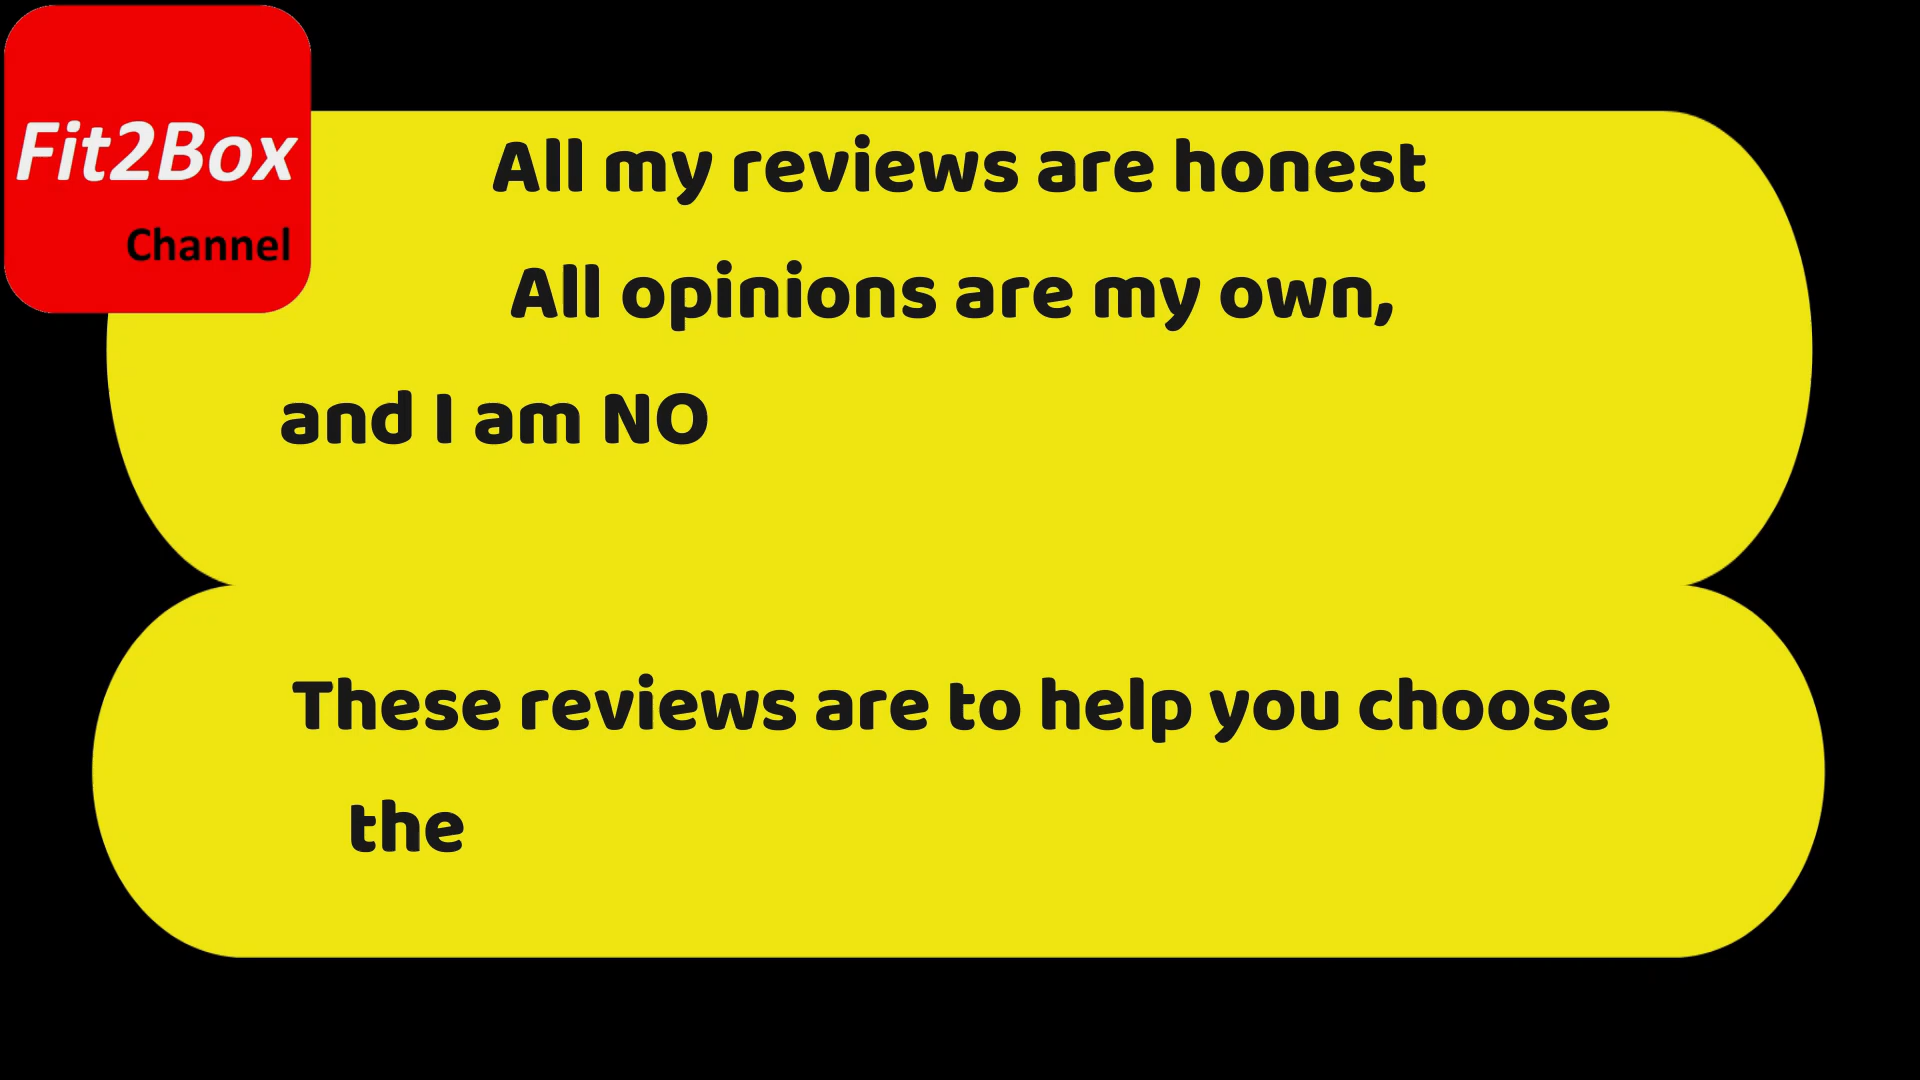 Fit2Box
Channel
All my reviews are honest
All opinions are my own,
and I am NO
These reviews are to help you choose
the